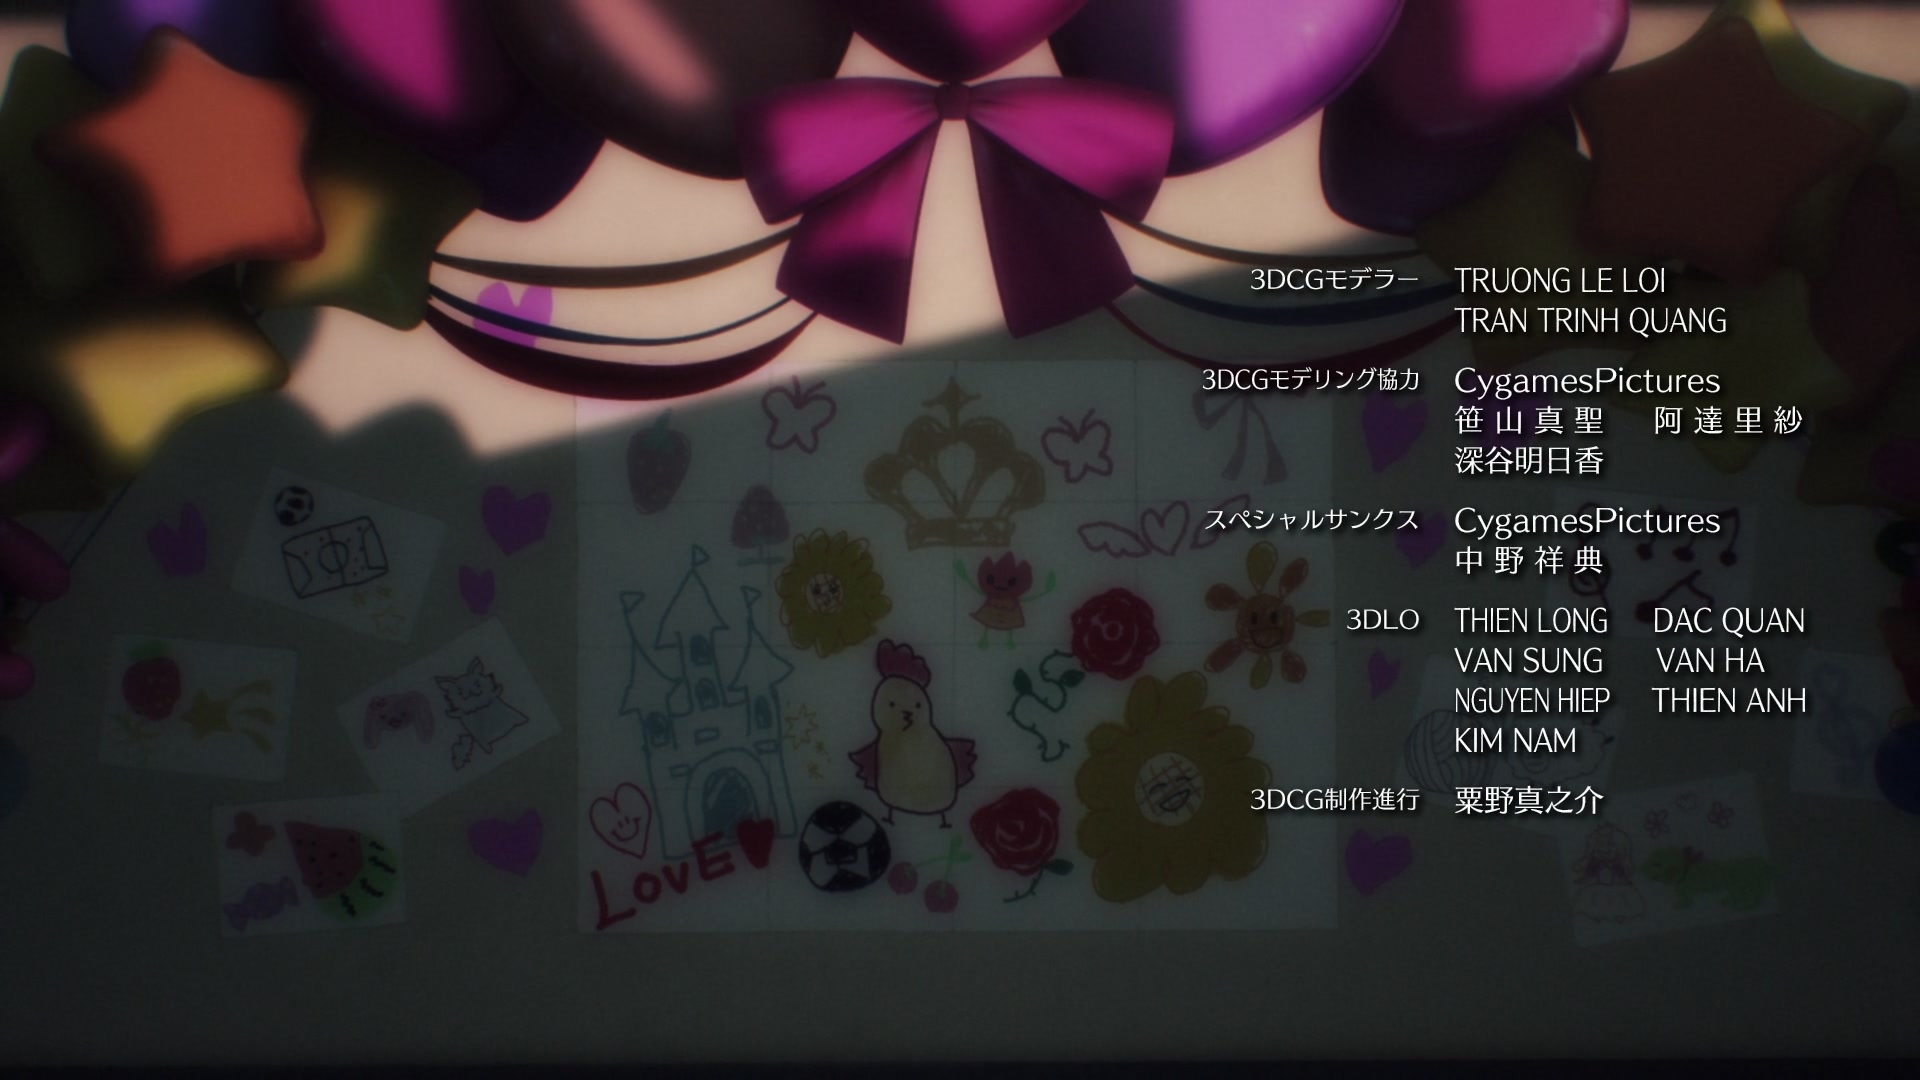 3DCGモデラー TRUONG LE LOI
TRAN TRINH QUANG
3DCGモデリング協力 CygamesPictures
笹山真聖 阿達里紗
深谷明日香
スペシャルサンクス CygamesPictures
中野祥典
3DLO THIEN LONG DAC QUAN
VAN SUNG VAN HA
NGUYEN HIEP THIEN ANH
KIM NAM
3DCG制作進行 粟野真之介
LOVE